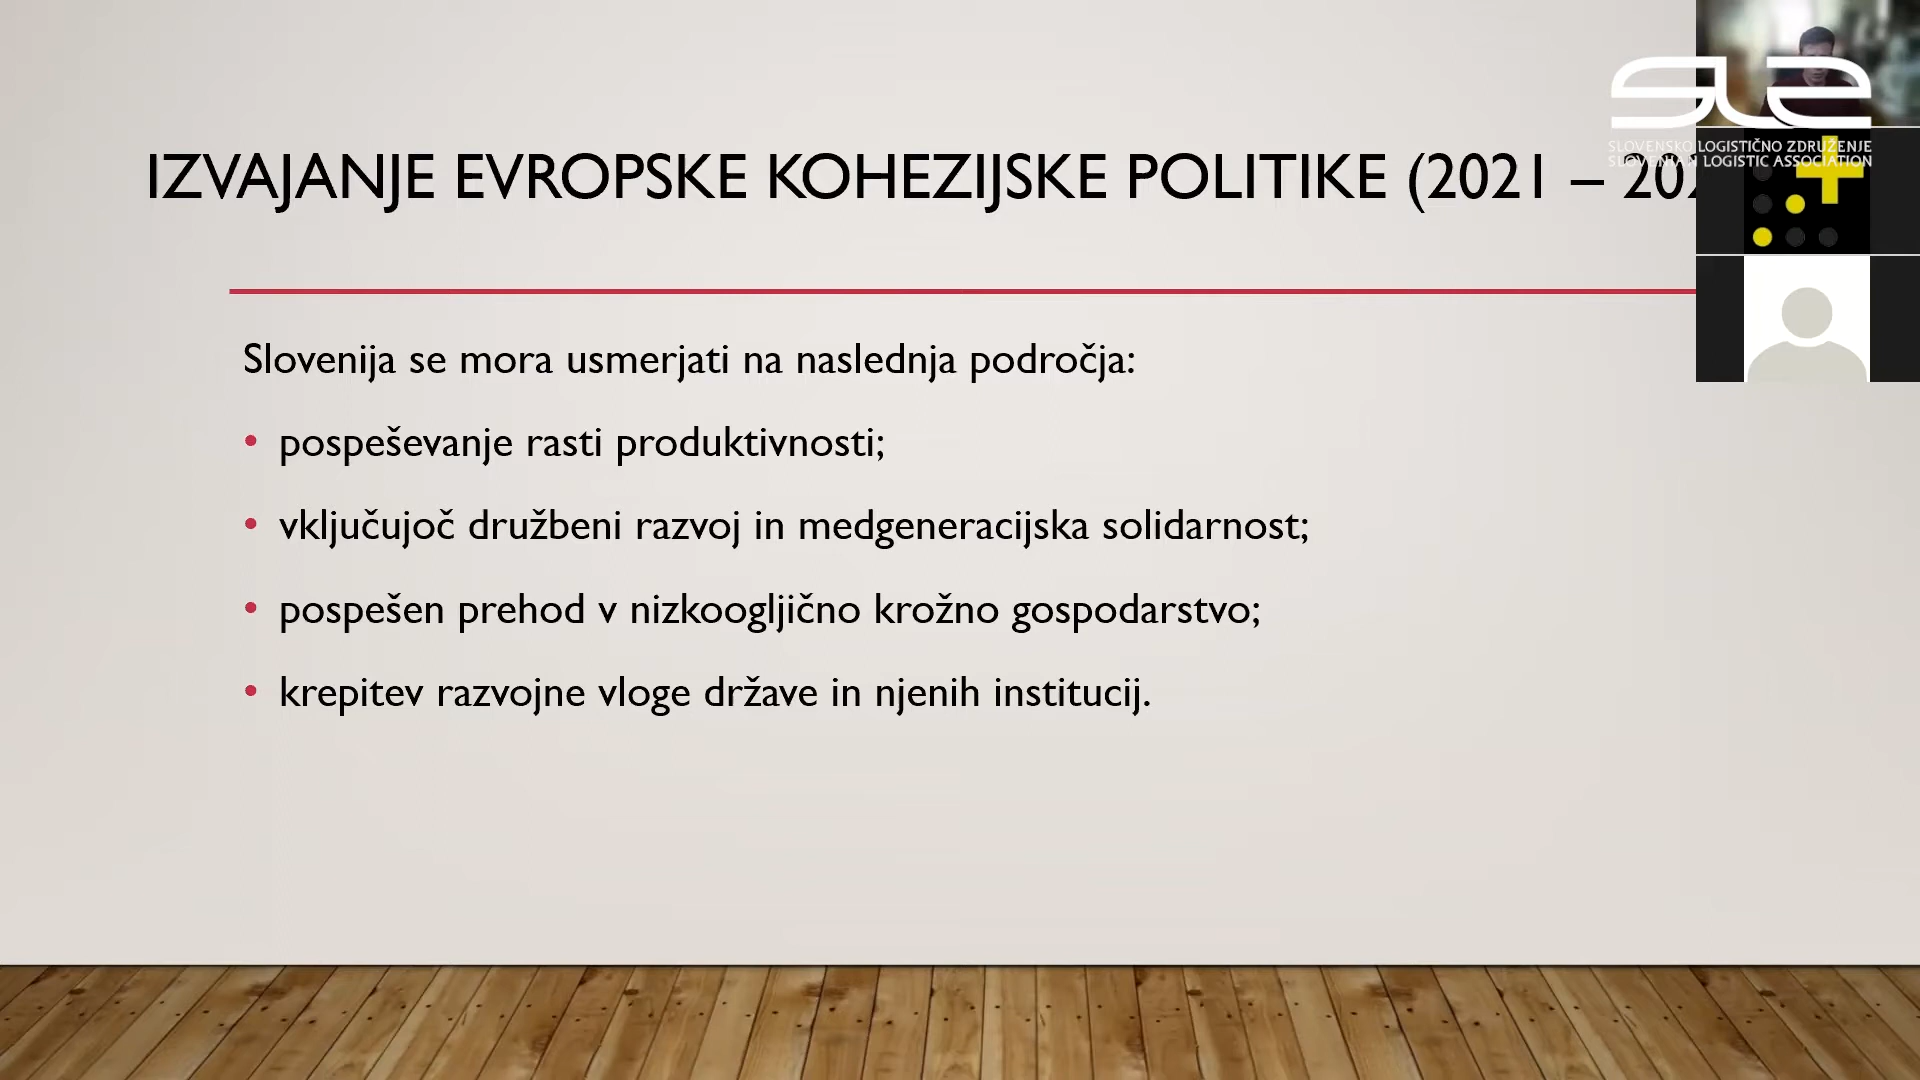 IZVAJANJE EVROPSKE KOHEZIJSKE POLITIKE (2021 –
SLOVENSKO LOGISTIČNO ZDRUŽENJE
SLOVENIAN LOGISTIC ASSOCIATION
Slovenija se mora usmerjati na naslednja področja:
• pospeševanje rasti produktivnosti;
• vključujoč družbeni razvoj in medgeneracijska solidarnost;
• pospešen prehod v nizkoogljično krožno gospodarstvo;
• krepitev razvojne vloge države in njenih institucij.